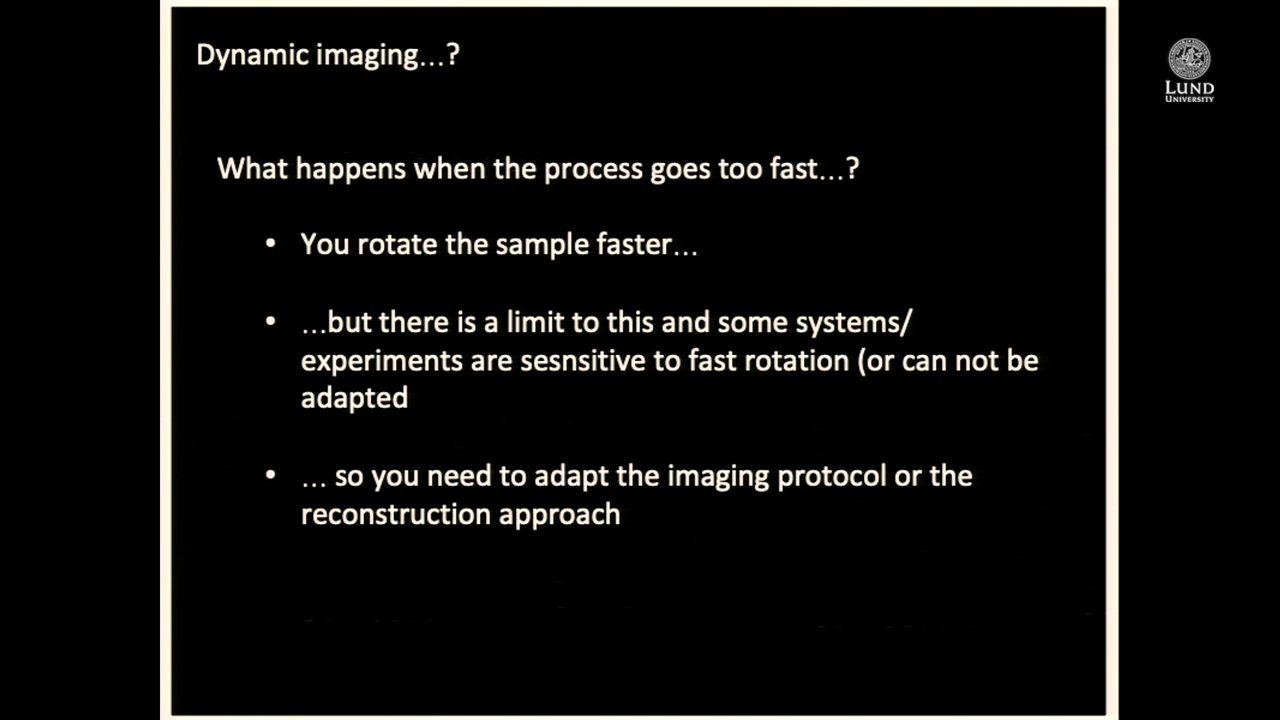 Dynamic imaging...?
LUND
UNIVERSITY
What happens when the process goes too fast...?
• You rotate the sample faster...
• ...but there is a limit to this and some systems/
experiments are sesnsitive to fast rotation (or can not be
adapted
• ... so you need to adapt the imaging protocol or the
reconstruction approach